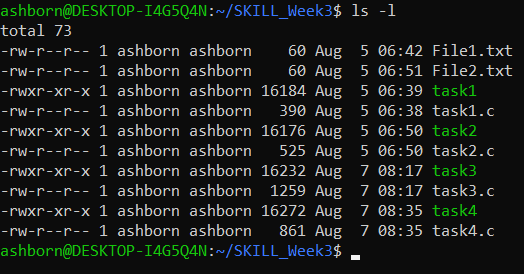 ashborn@DESKTOP-I4G5Q4N:~/SKILL_Week3$ ls -l
total 73
-rw-r--r-- 1 ashborn ashborn    60 Aug  5 06:42 File1.txt
-rw-r--r-- 1 ashborn ashborn    60 Aug  5 06:51 File2.txt
-rwxr-xr-x 1 ashborn ashborn 16184 Aug  5 06:39 task1
-rw-r--r-- 1 ashborn ashborn   390 Aug  5 06:38 task1.c
-rwxr-xr-x 1 ashborn ashborn 16176 Aug  5 06:50 task2
-rw-r--r-- 1 ashborn ashborn   525 Aug  5 06:50 task2.c
-rwxr-xr-x 1 ashborn ashborn 16232 Aug  7 08:17 task3
-rw-r--r-- 1 ashborn ashborn  1259 Aug  7 08:17 task3.c
-rwxr-xr-x 1 ashborn ashborn 16272 Aug  7 08:35 task4
-rw-r--r-- 1 ashborn ashborn   861 Aug  7 08:35 task4.c
ashborn@DESKTOP-I4G5Q4N:~/SKILL_Week3$